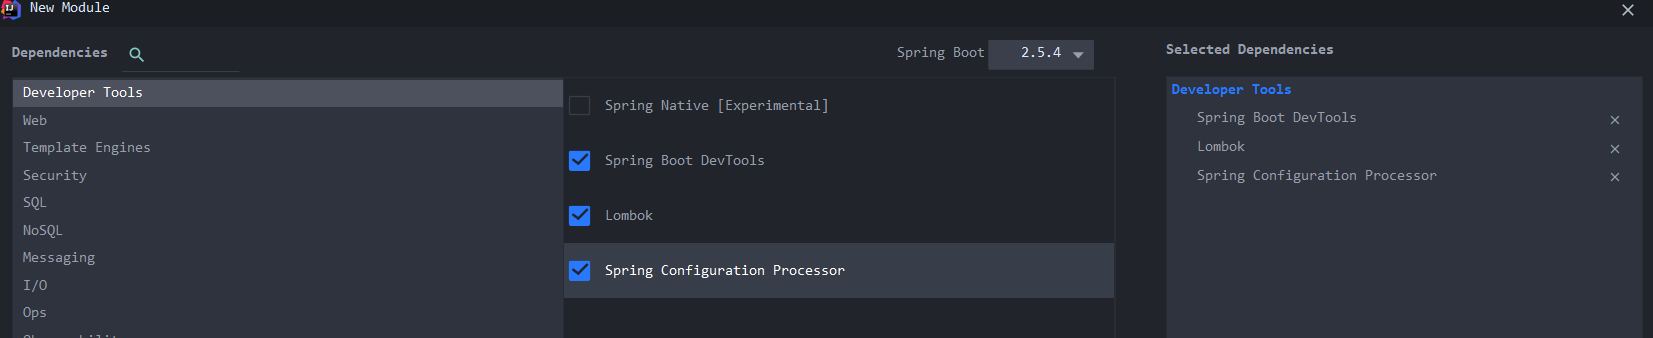 New Module
Dependencies
Spring Boot 2.5.4
Selected Dependencies
Developer Tools
Web
Template Engines
Security
SQL
NoSQL
Messaging
I/O
Ops
Spring Native [Experimental]
Spring Boot DevTools
Lombok
Spring Configuration Processor
Developer Tools
Spring Boot DevTools
Lombok
Spring Configuration Processor